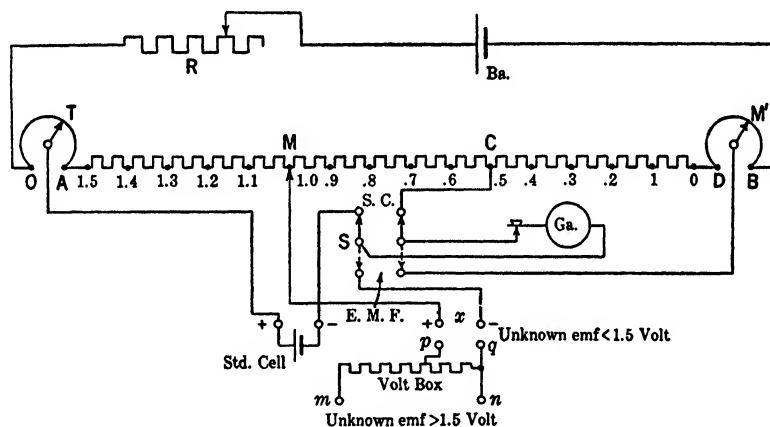 R
Ba.
T
M
C
M'
O A 1.5 1.4 1.3 1.2 1.1 1.0 .9 .8 .7 .6 .5 .4 .3 .2 1 0 D B
S. C.
S
Ga.
E. M. F.
+ -
+ x -
Std. Cell
p q
Unknown emf<1.5 Volt
Volt Box
m n
Unknown emf >1.5 Volt